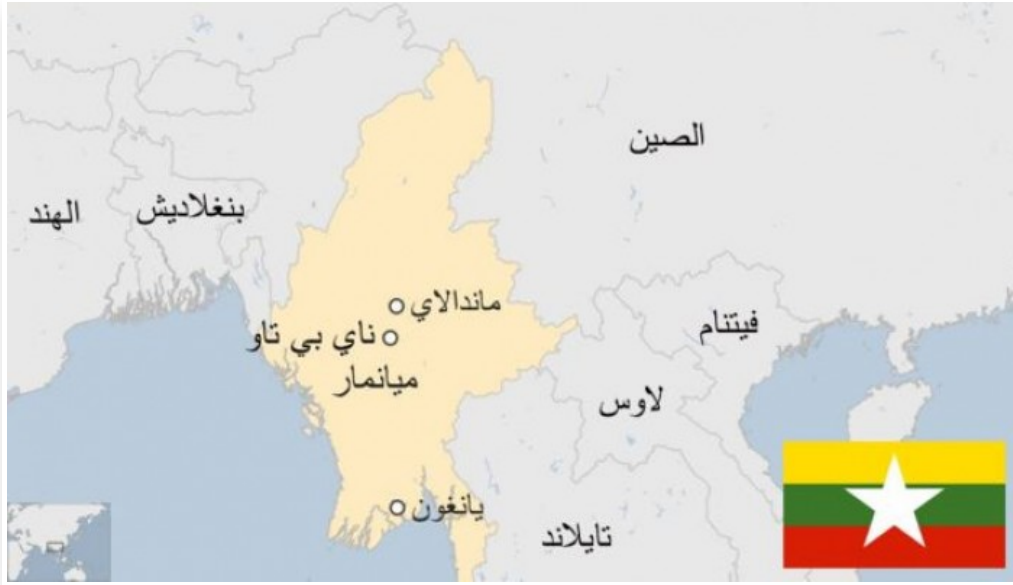 الصين
بنغلاديش
الهند
ماندالاي
ناي بي تاو
فيتنام
ميانمار
لاوس
يانغون
تايلاند